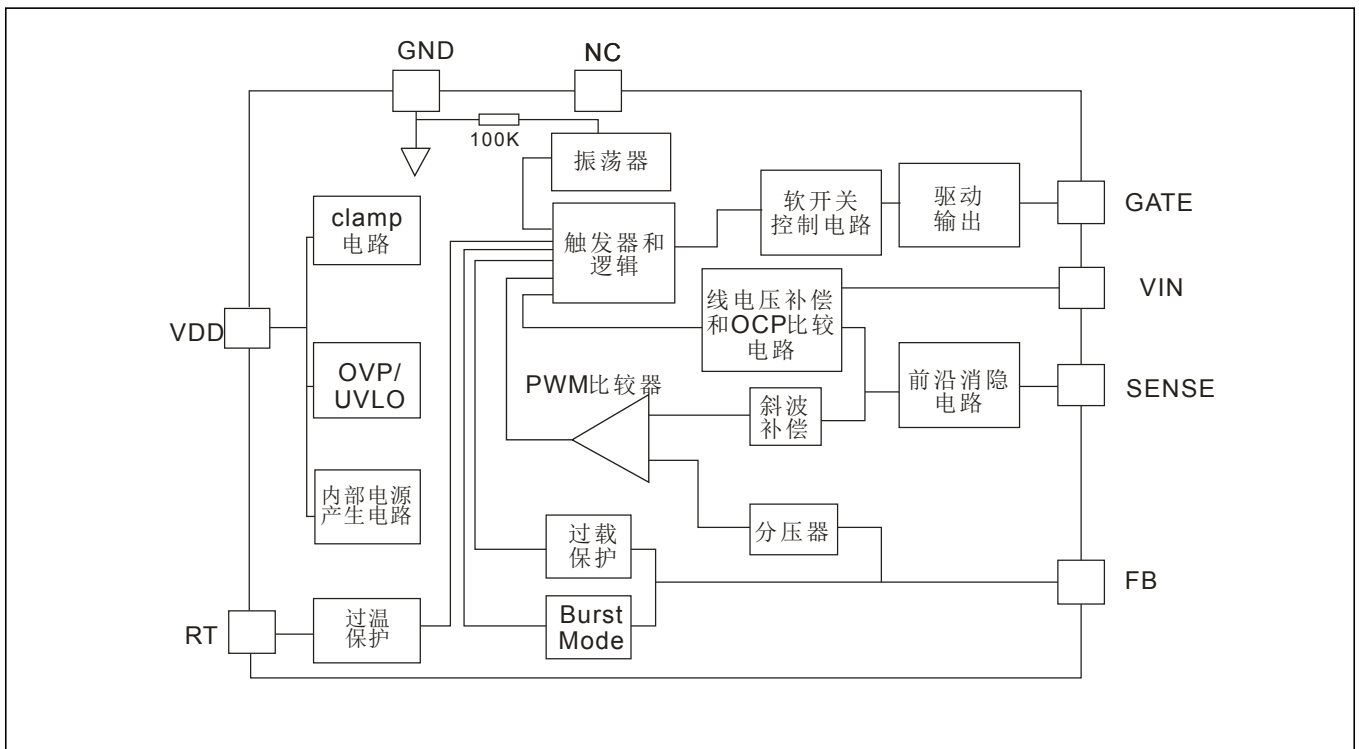 GND
NC
100K
振荡器
clamp
电路
触发器和
逻辑
软开关
控制电路
驱动
输出
GATE
VIN
线电压补偿
和OCP比较
电路
VDD
OVP/
UVLO
PWM比较器
斜波
补偿
前沿消隐
电路
SENSE
内部电源
产生电路
过载
保护
分压器
FB
Burst
Mode
RT
过温
保护